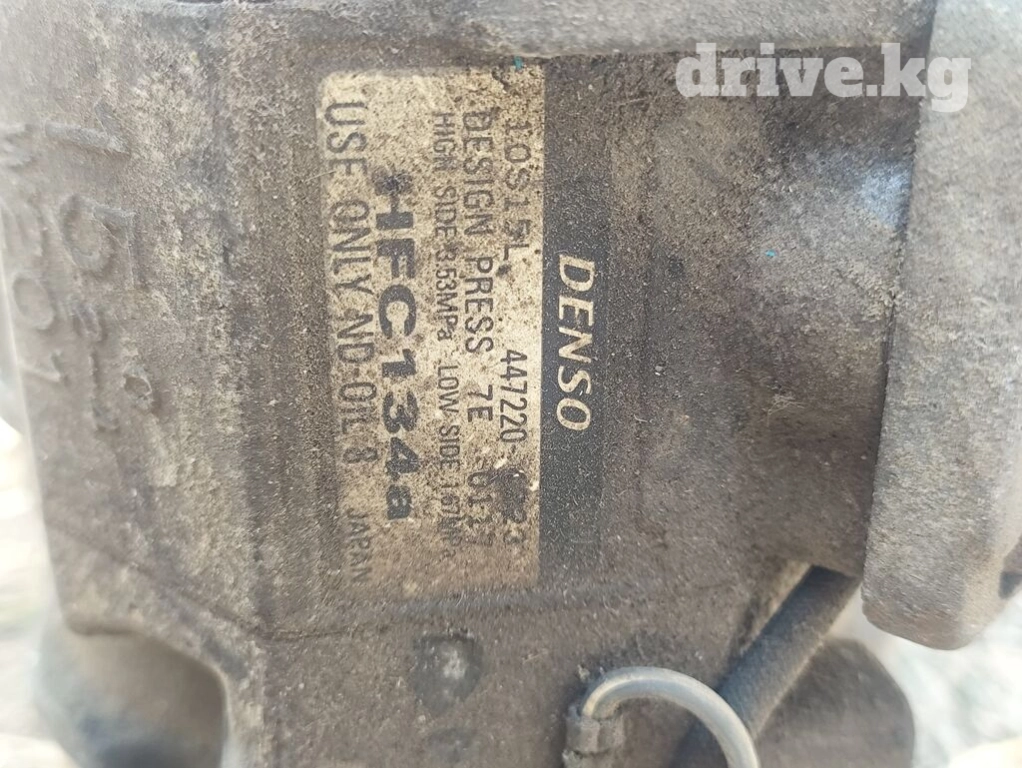 drive.kg
DENSO
10S15L 447220-
DESIGN PRESS 7E
HIGN SIDE 3.53MPa LOW SIDE
HFC134a
USE ONLY ND-OIL 8 JAPAN